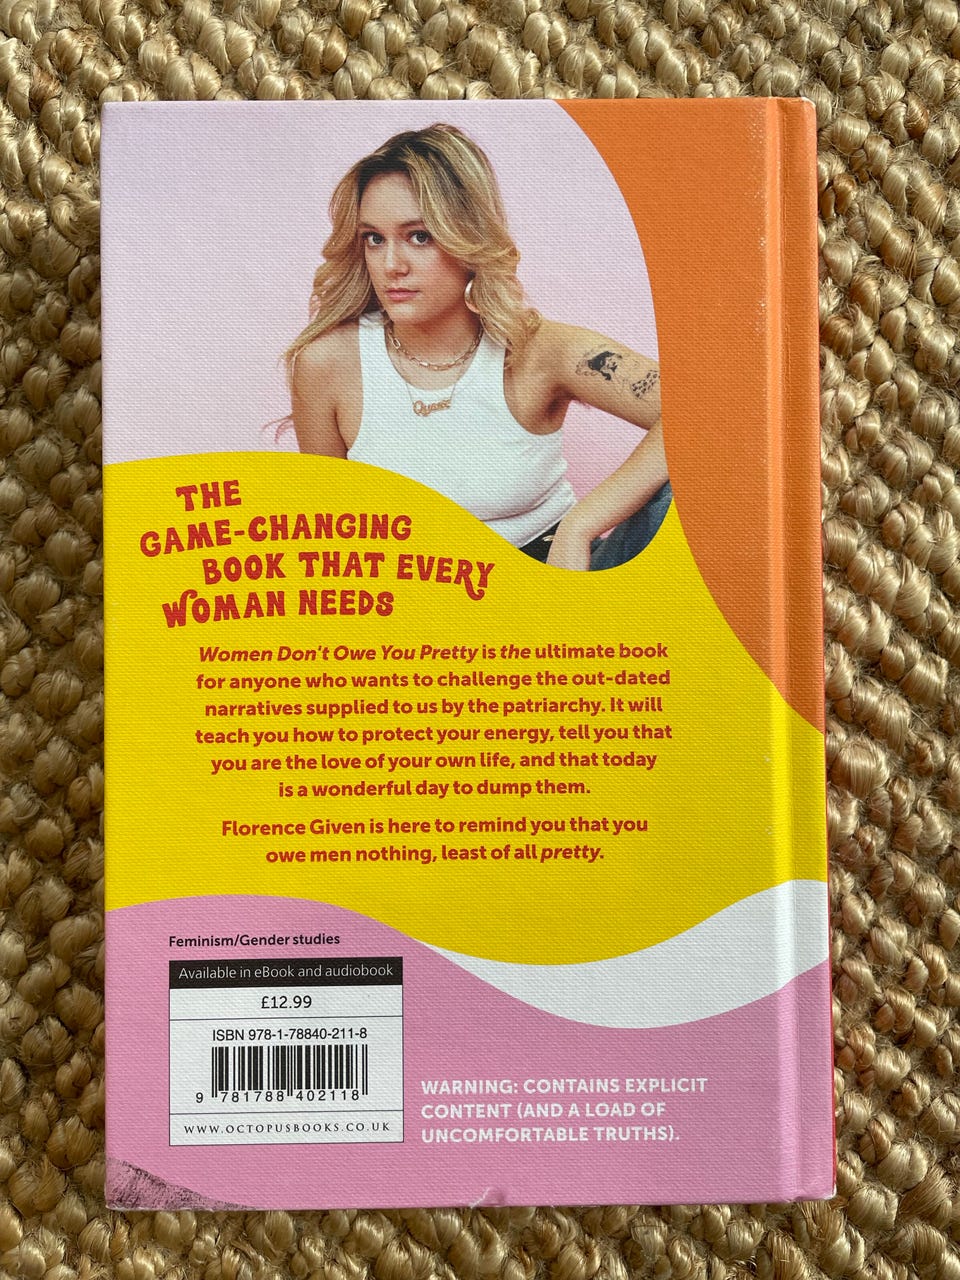 THE
GAME-CHANGING
BOOK THAT EVERY
WOMAN NEEDS
Women Don't Owe You Pretty is the ultimate book
for anyone who wants to challenge the out-dated
narratives supplied to us by the patriarchy. It will
teach you how to protect your energy, tell you that
you are the love of your own life, and that today
is a wonderful day to dump them.
Florence Given is here to remind you that you
owe men nothing, least of all pretty.
Feminism/Gender studies
Available in eBook and audiobook
£12.99
ISBN 978-1-78840-211-8
9 781788 402118
WWW.OCTOPUSBOOKS.CO.UK
WARNING: CONTAINS EXPLICIT
CONTENT (AND A LOAD OF
UNCOMFORTABLE TRUTHS).